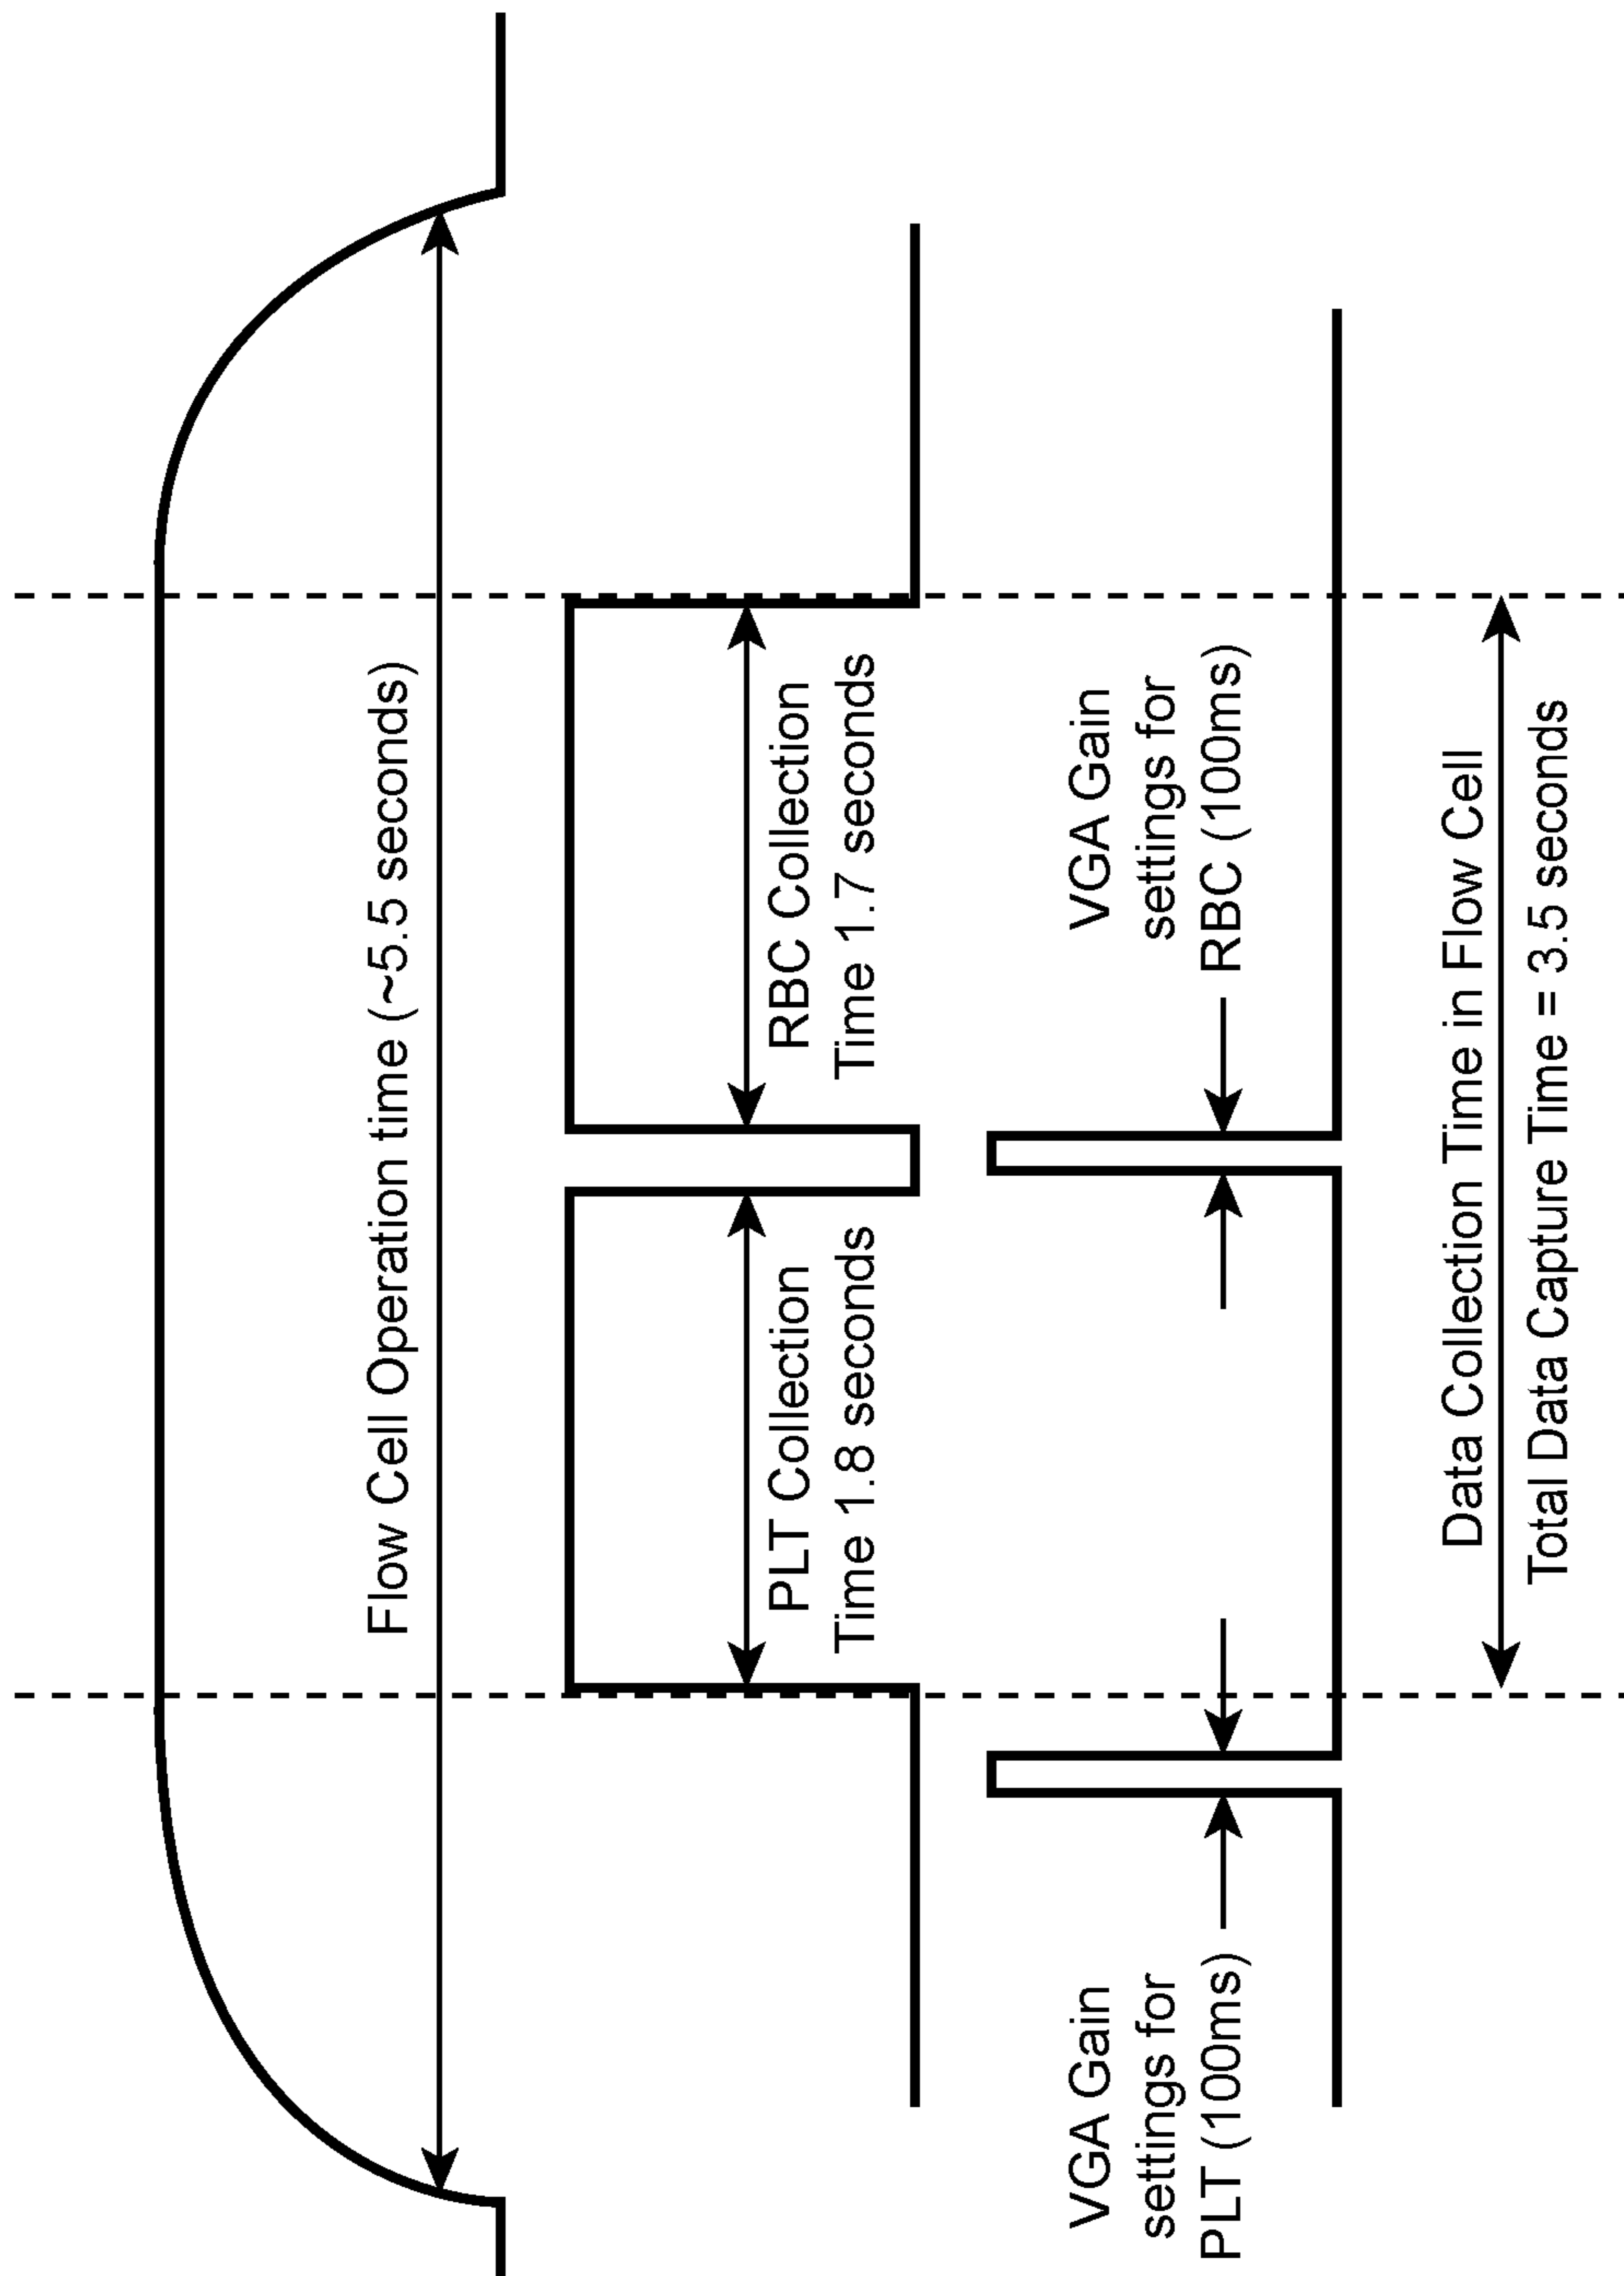 Flow Cell Operation time (~5.5 seconds)
PLT Collection
Time 1.8 seconds
RBC Collection
Time 1.7 seconds
VGA Gain
settings for
PLT (100ms)
VGA Gain
settings for
RBC (100ms)
Data Collection Time in Flow Cell
Total Data Capture Time = 3.5 seconds